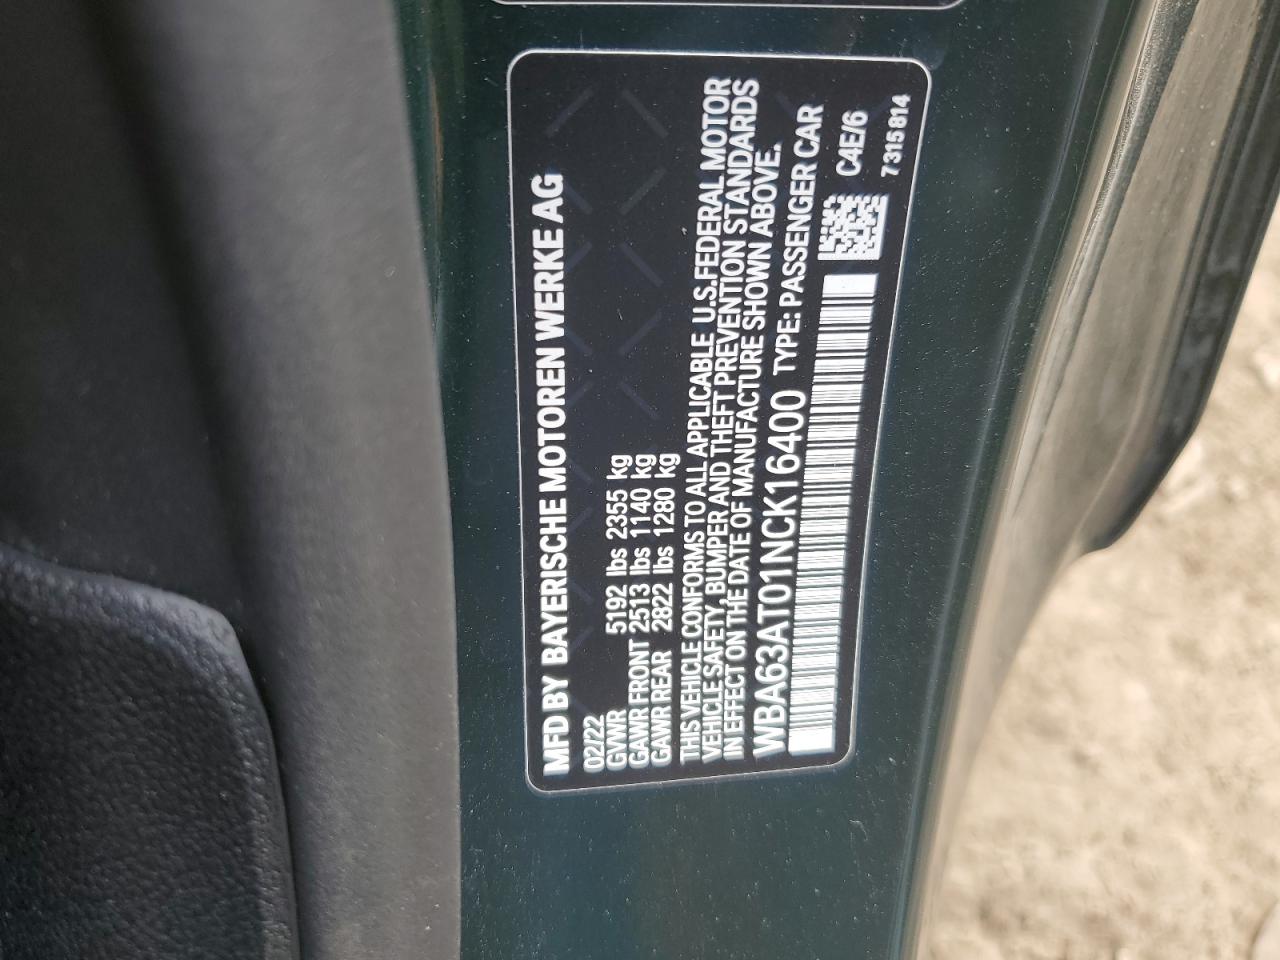 MFD BY BAYERISCHE MOTOREN WERKE AG
02/22
GVWR 5192 lbs 2355 kg
GAWR FRONT 2513 lbs 1140 kg
GAWR REAR 2822 lbs 1280 kg
THIS VEHICLE CONFORMS TO ALL APPLICABLE U.S.FEDERAL MOTOR
VEHICLE SAFETY, BUMPER AND THEFT PREVENTION STANDARDS
IN EFFECT ON THE DATE OF MANUFACTURE SHOWN ABOVE.
WBA63AT01NCK16400 TYPE: PASSENGER CAR
C4E/6
7315814